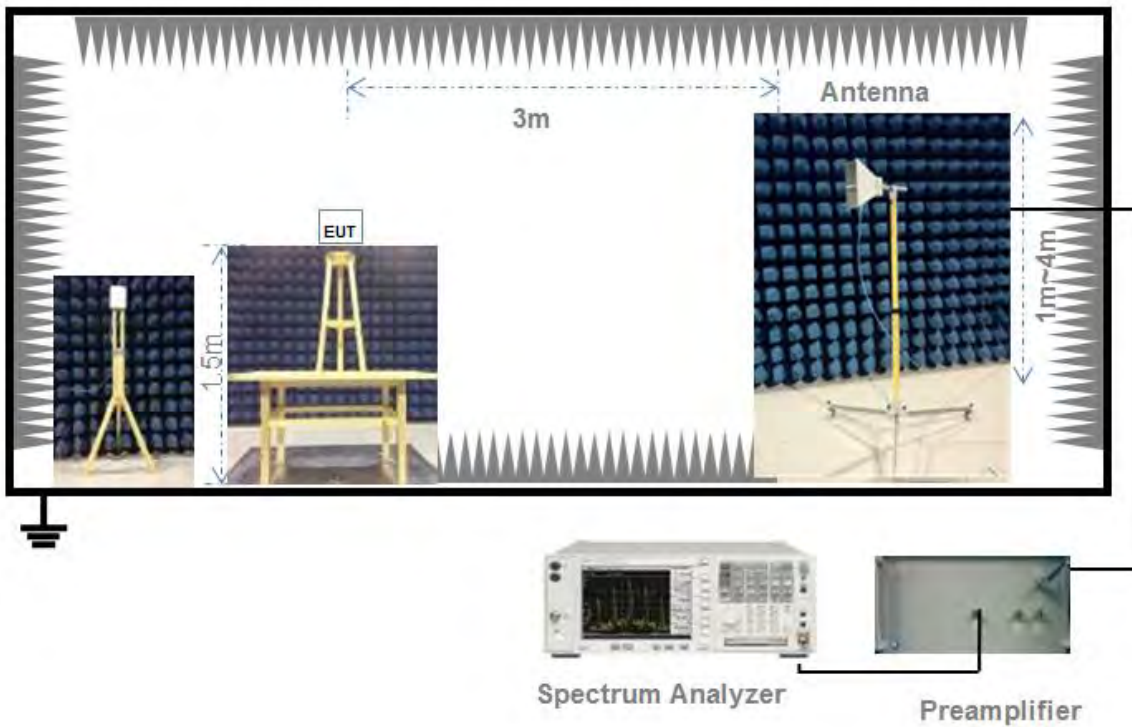 Antenna
3m
EUT
1.5m
1m~4m
Spectrum Analyzer
Preamplifier